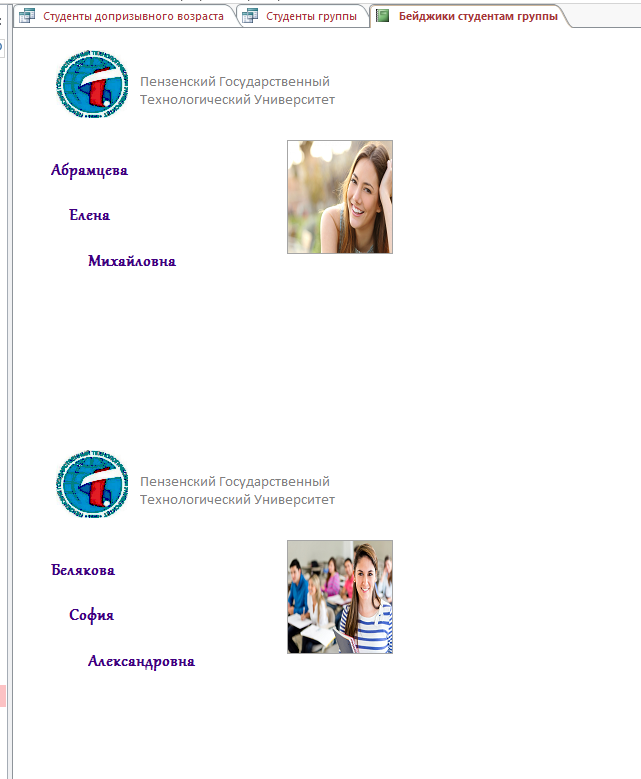 Студенты допризывного возраста
Студенты группы
Бейджики студентам группы
Пензенский Государственный
Технологический Университет
Абрамцева
Елена
Михайловна
Пензенский Государственный
Технологический Университет
Белякова
София
Александровна